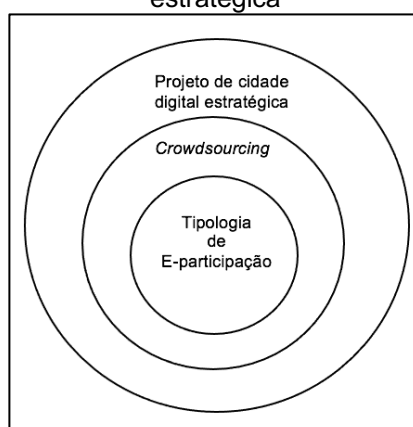 estratégica
Projeto de cidade
digital estratégica
Crowdsourcing
Tipologia
de
E-participação